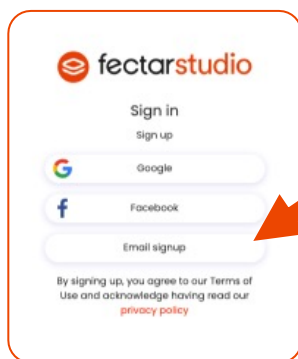 fectarstudio
Sign in
Sign up
Google
Facebook
Email signup
By signing up, you agree to our Terms of
Use and acknowledge having read our
privacy policy